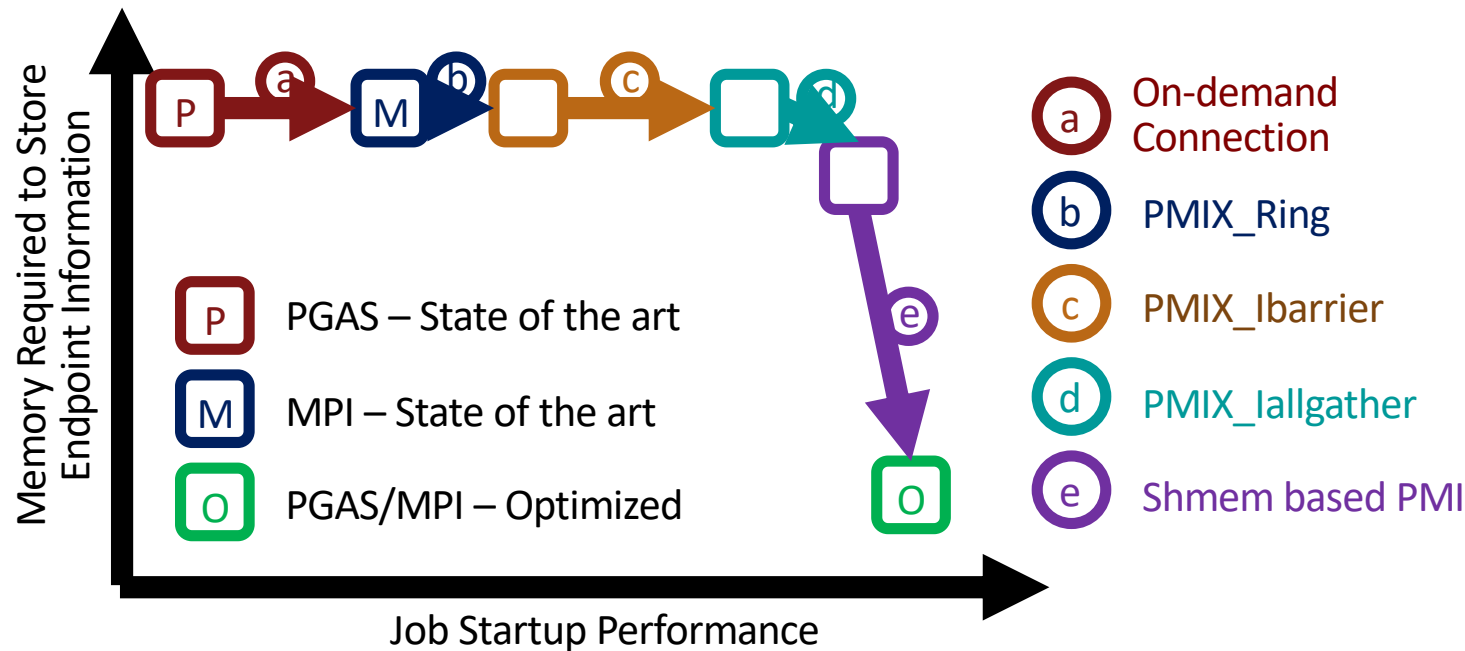 Memory Required to Store
Endpoint Information
P
a
M
b
c
d
e
O
P
PGAS – State of the art
M
MPI – State of the art
O
PGAS/MPI – Optimized
Job Startup Performance
a
On-demand
Connection
b
PMIX_Ring
c
PMIX_Ibarrier
d
PMIX_Iallgather
e
Shmem based PMI